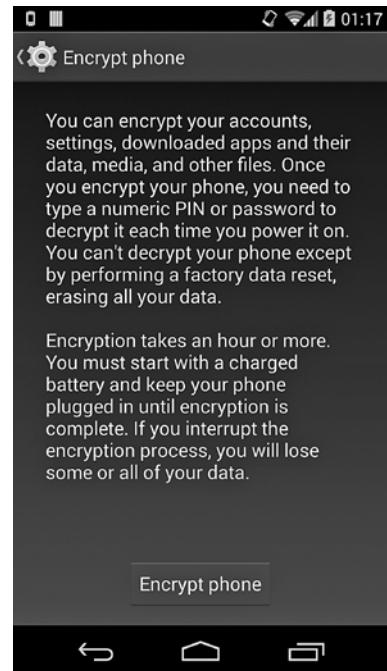 01:17
Encrypt phone
You can encrypt your accounts,
settings, downloaded apps and their
data, media, and other files. Once
you encrypt your phone, you need to
type a numeric PIN or password to
decrypt it each time you power it on.
You can't decrypt your phone except
by performing a factory data reset,
erasing all your data.
Encryption takes an hour or more.
You must start with a charged
battery and keep your phone
plugged in until encryption is
complete. If you interrupt the
encryption process, you will lose
some or all of your data.
Encrypt phone